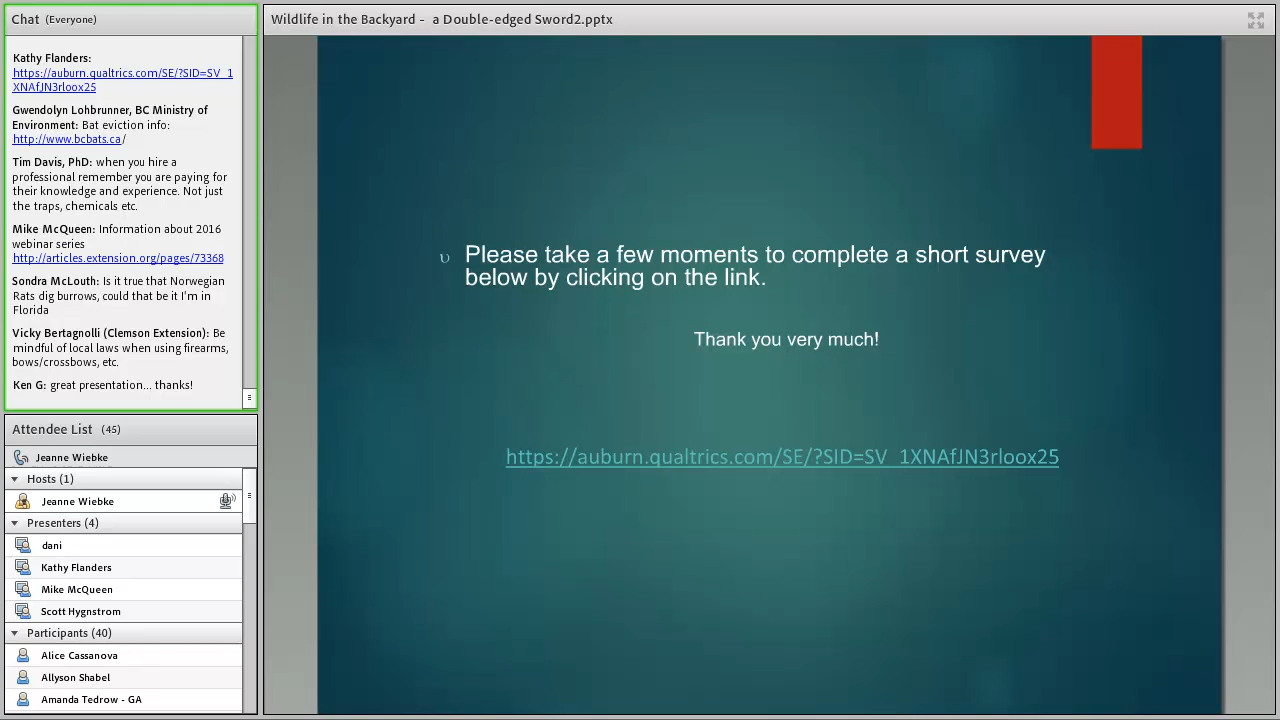 Chat (Everyone)
Kathy Flanders:
https://auburn.qualtrics.com/SE/?SID=SV_1
XNAfJN3rloox25
Gwendolyn Lohbrunner, BC Ministry of
Environment: Bat eviction info:
http://www.bcbats.ca/
Tim Davis, PhD: when you hire a
professional remember you are paying for
their knowledge and experience. Not just
the traps, chemicals etc.
Mike McQueen: Information about 2016
webinar series
http://articles.extension.org/pages/73368
Sondra McLouth: Is it true that Norwegian
Rats dig burrows, could that be it I'm in
Florida
Vicky Bertagnolli (Clemson Extension): Be
mindful of local laws when using firearms,
bows/crossbows, etc.
Ken G: great presentation... thanks!
Attendee List (45)
Jeanne Wiebke
Hosts (1)
Jeanne Wiebke
Presenters (4)
dani
Kathy Flanders
Mike McQueen
Scott Hygnstrom
Participants (40)
Alice Cassanova
Allyson Shabel
Amanda Tedrow - GA
Wildlife in the Backyard - a Double-edged Sword2.pptx
υ Please take a few moments to complete a short survey
below by clicking on the link.
Thank you very much!
https://auburn.qualtrics.com/SE/?SID=SV_1XNAfJN3rloox25